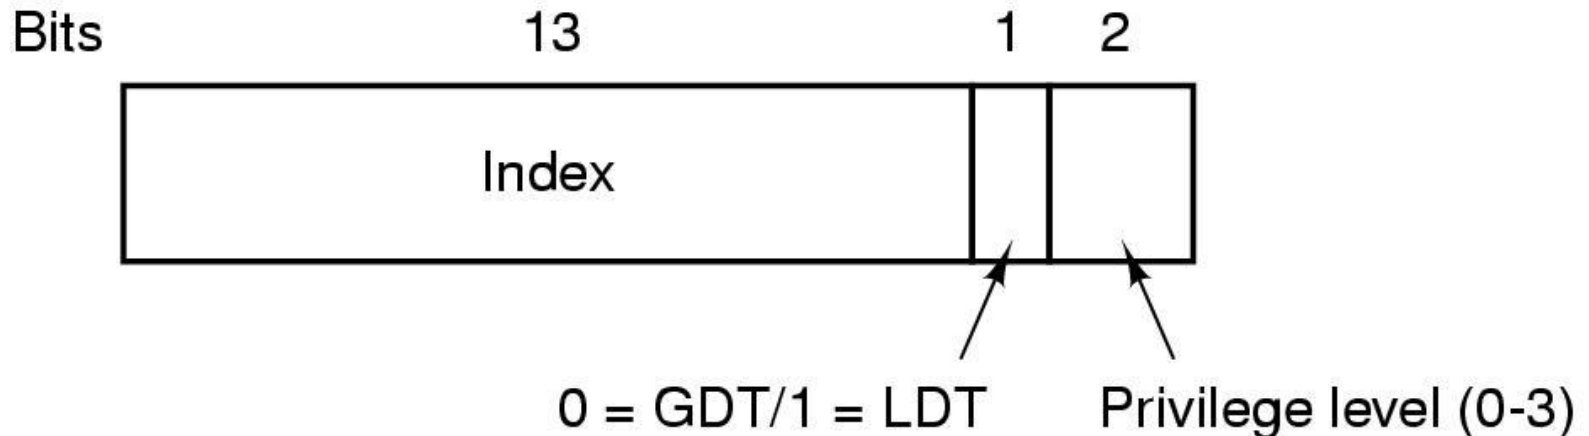 Bits 13 1 2
Index
0 = GDT/1 = LDT Privilege level (0-3)